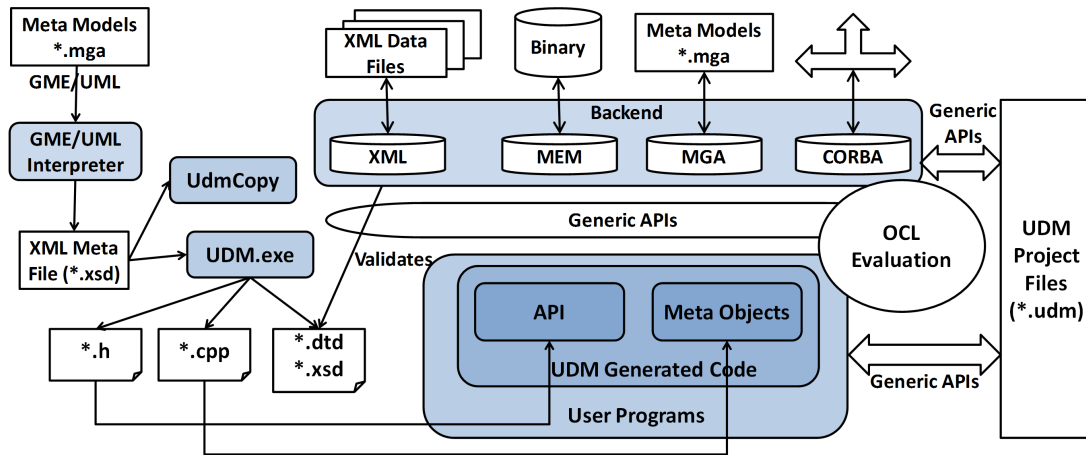 Meta Models
*.mga
GME/UML
GME/UML
Interpreter
UdmCopy
XML Meta
File (*.xsd)
UDM.exe
*.h
*.cpp
*.dtd
*.xsd
XML Data
Files
Binary
Meta Models
*.mga
Backend
XML
MEM
MGA
CORBA
Generic
APIs
Generic APIs
Validates
OCL
Evaluation
UDM
Project
Files
(*.udm)
API
Meta Objects
UDM Generated Code
User Programs
Generic APIs